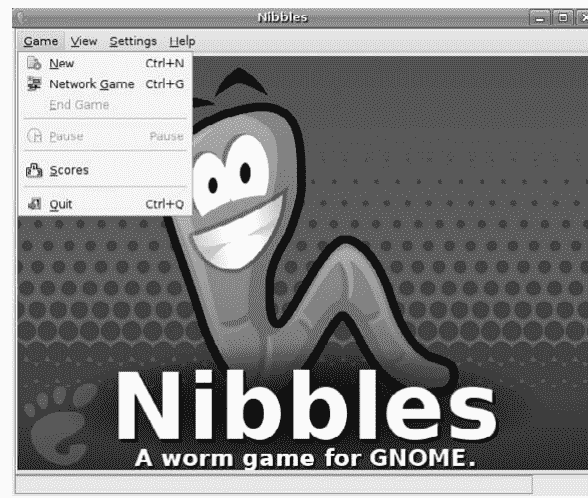 Nibbles
Game View Settings Help
New Ctrl+N
Network Game Ctrl+G
End Game
Pause Pause
Scores
Quit Ctrl+Q
Nibbles
A worm game for GNOME.